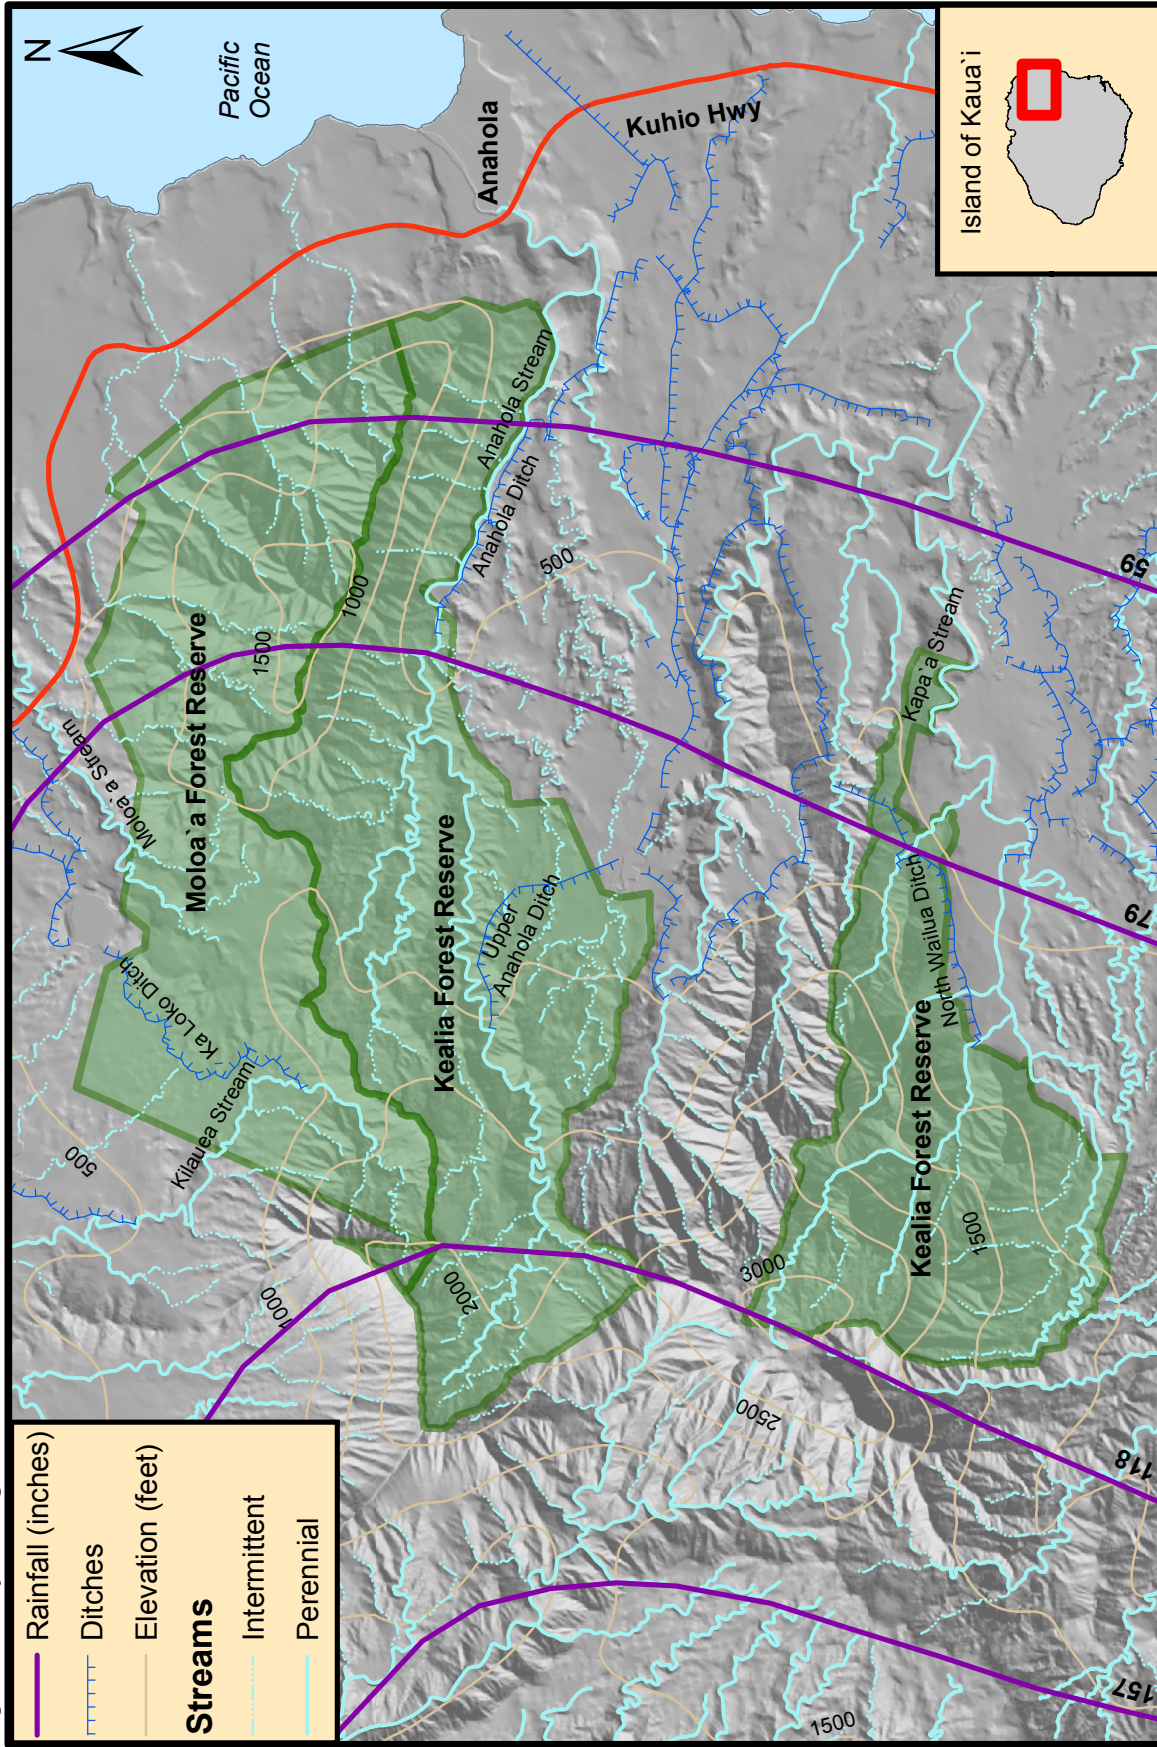 Rainfall (inches)
Ditches
Elevation (feet)
Streams
Intermittent
Perennial
N
Pacific
Ocean
Anahola
Kuhio Hwy
Island of Kaua`i
Moloa`a Stream
Moloa`a Forest Reserve
Ka Loko Ditch
Kilauea Stream
Kealia Forest Reserve
Upper
Anahola Ditch
Anahola Stream
Anahola Ditch
Kapa`a Stream
North Wailua Ditch
Kealia Forest Reserve
500
1000
1500
1000
500
2000
3000
2500
1500
1500
59
79
118
157